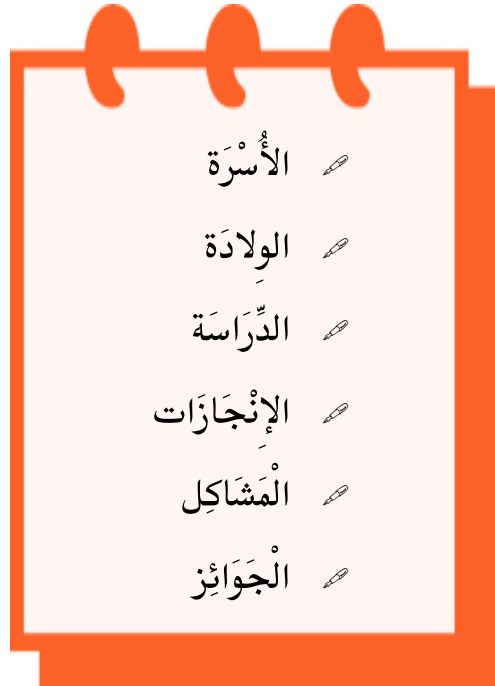 الأُسْرَة
الوِلادَة
الدِّرَاسَة
الإِنْجَازَات
الْمَشَاكِل
الْجَوَائِز